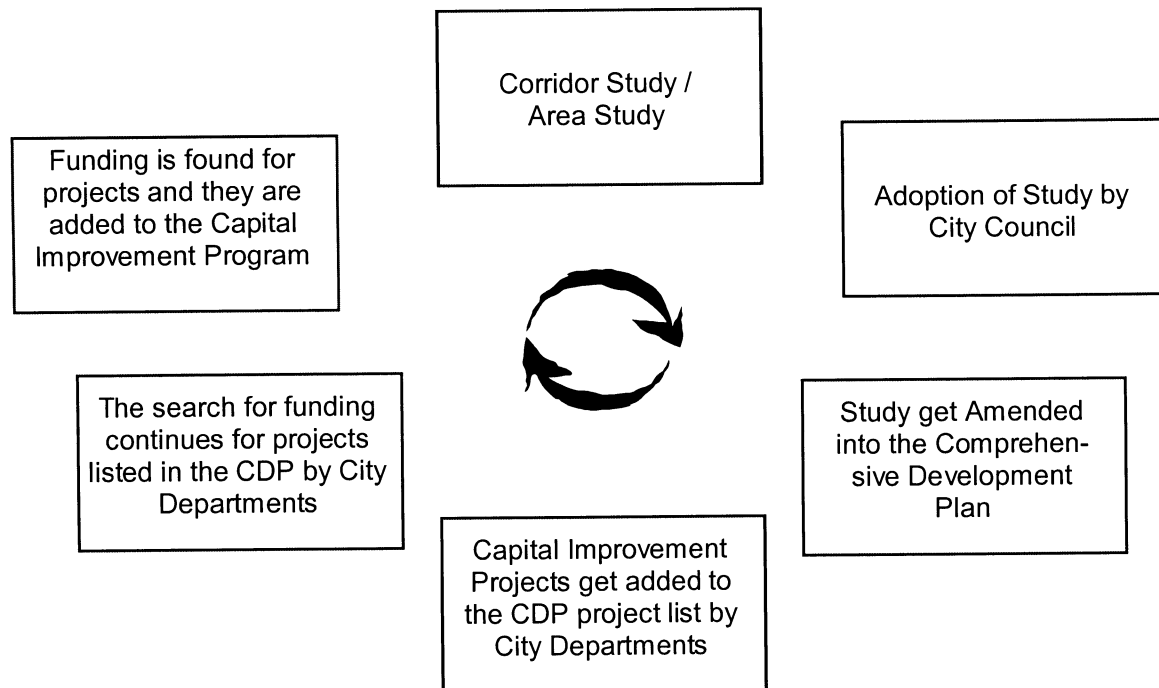 Corridor Study /
Area Study
Adoption of Study by
City Council
Study get Amended
into the Comprehen-
sive Development
Plan
Capital Improvement
Projects get added to
the CDP project list by
City Departments
The search for funding
continues for projects
listed in the CDP by City
Departments
Funding is found for
projects and they are
added to the Capital
Improvement Program